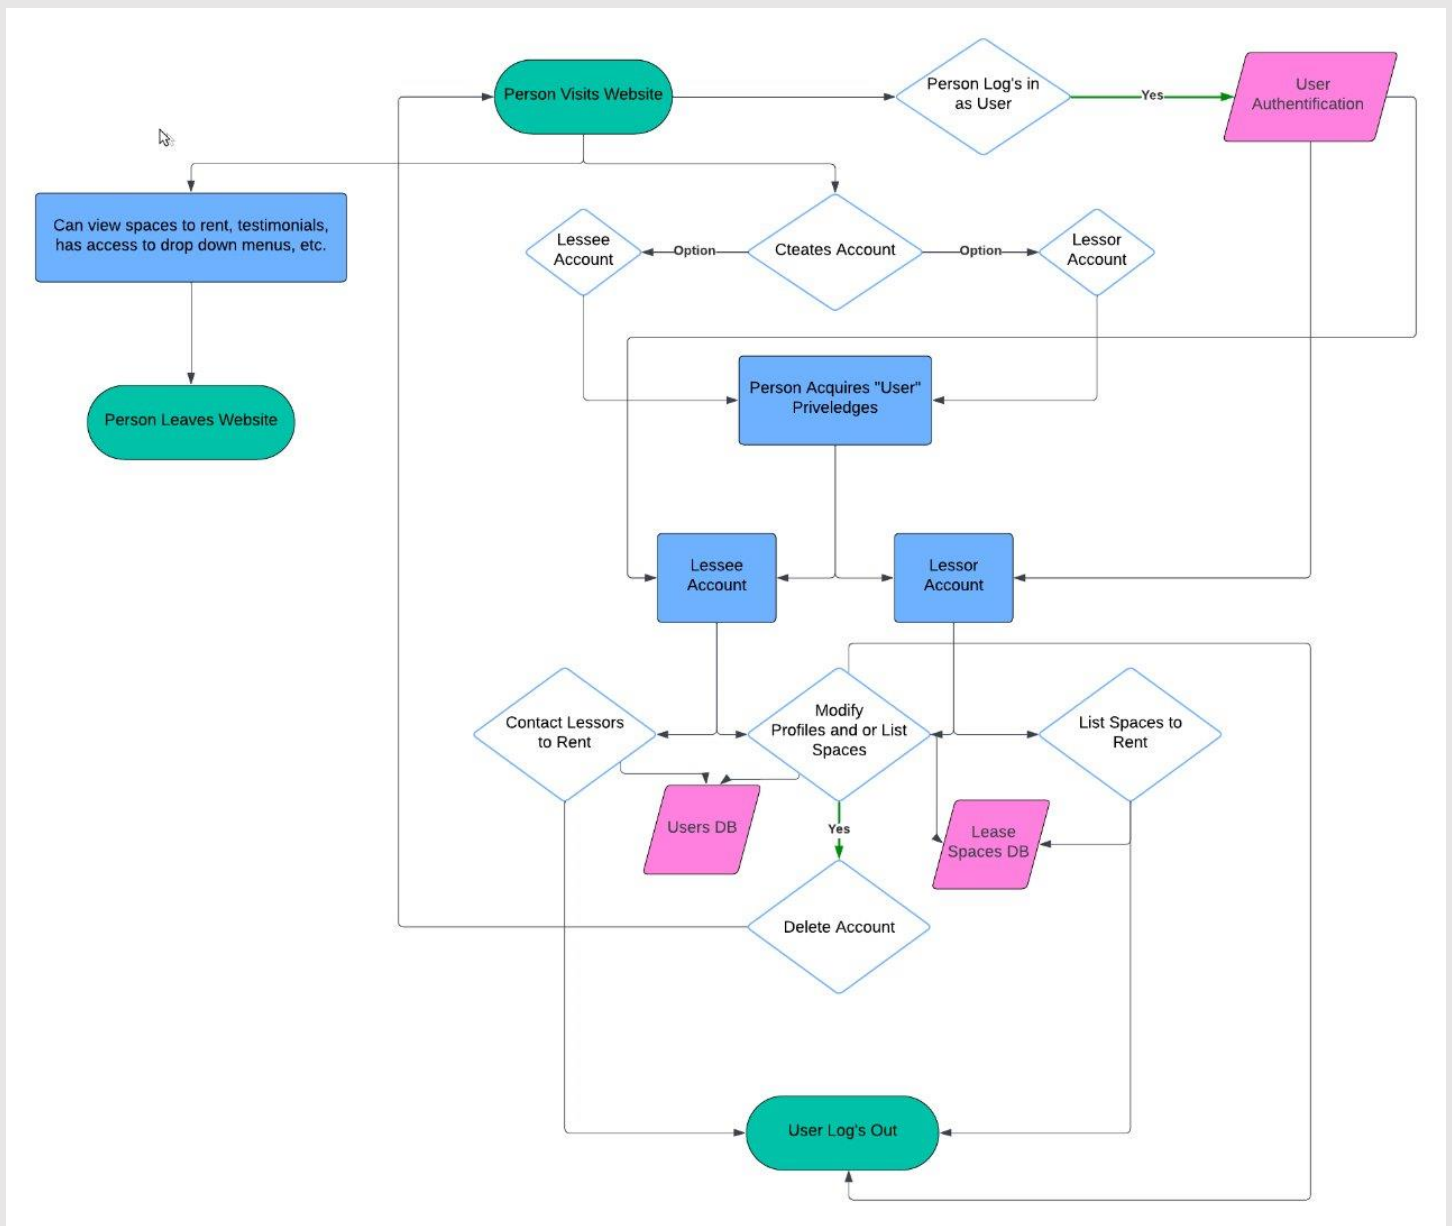 Person Visits Website
Person Log's in
as User
Yes
User
Authentification
Can view spaces to rent, testimonials,
has access to drop down menus, etc.
Lessee
Account
Option
Cteates Account
Option
Lessor
Account
Person Leaves Website
Person Acquires "User"
Priveledges
Lessee
Account
Lessor
Account
Contact Lessors
to Rent
Modify
Profiles and or List
Spaces
List Spaces to
Rent
Users DB
Yes
Lease
Spaces DB
Delete Account
User Log's Out